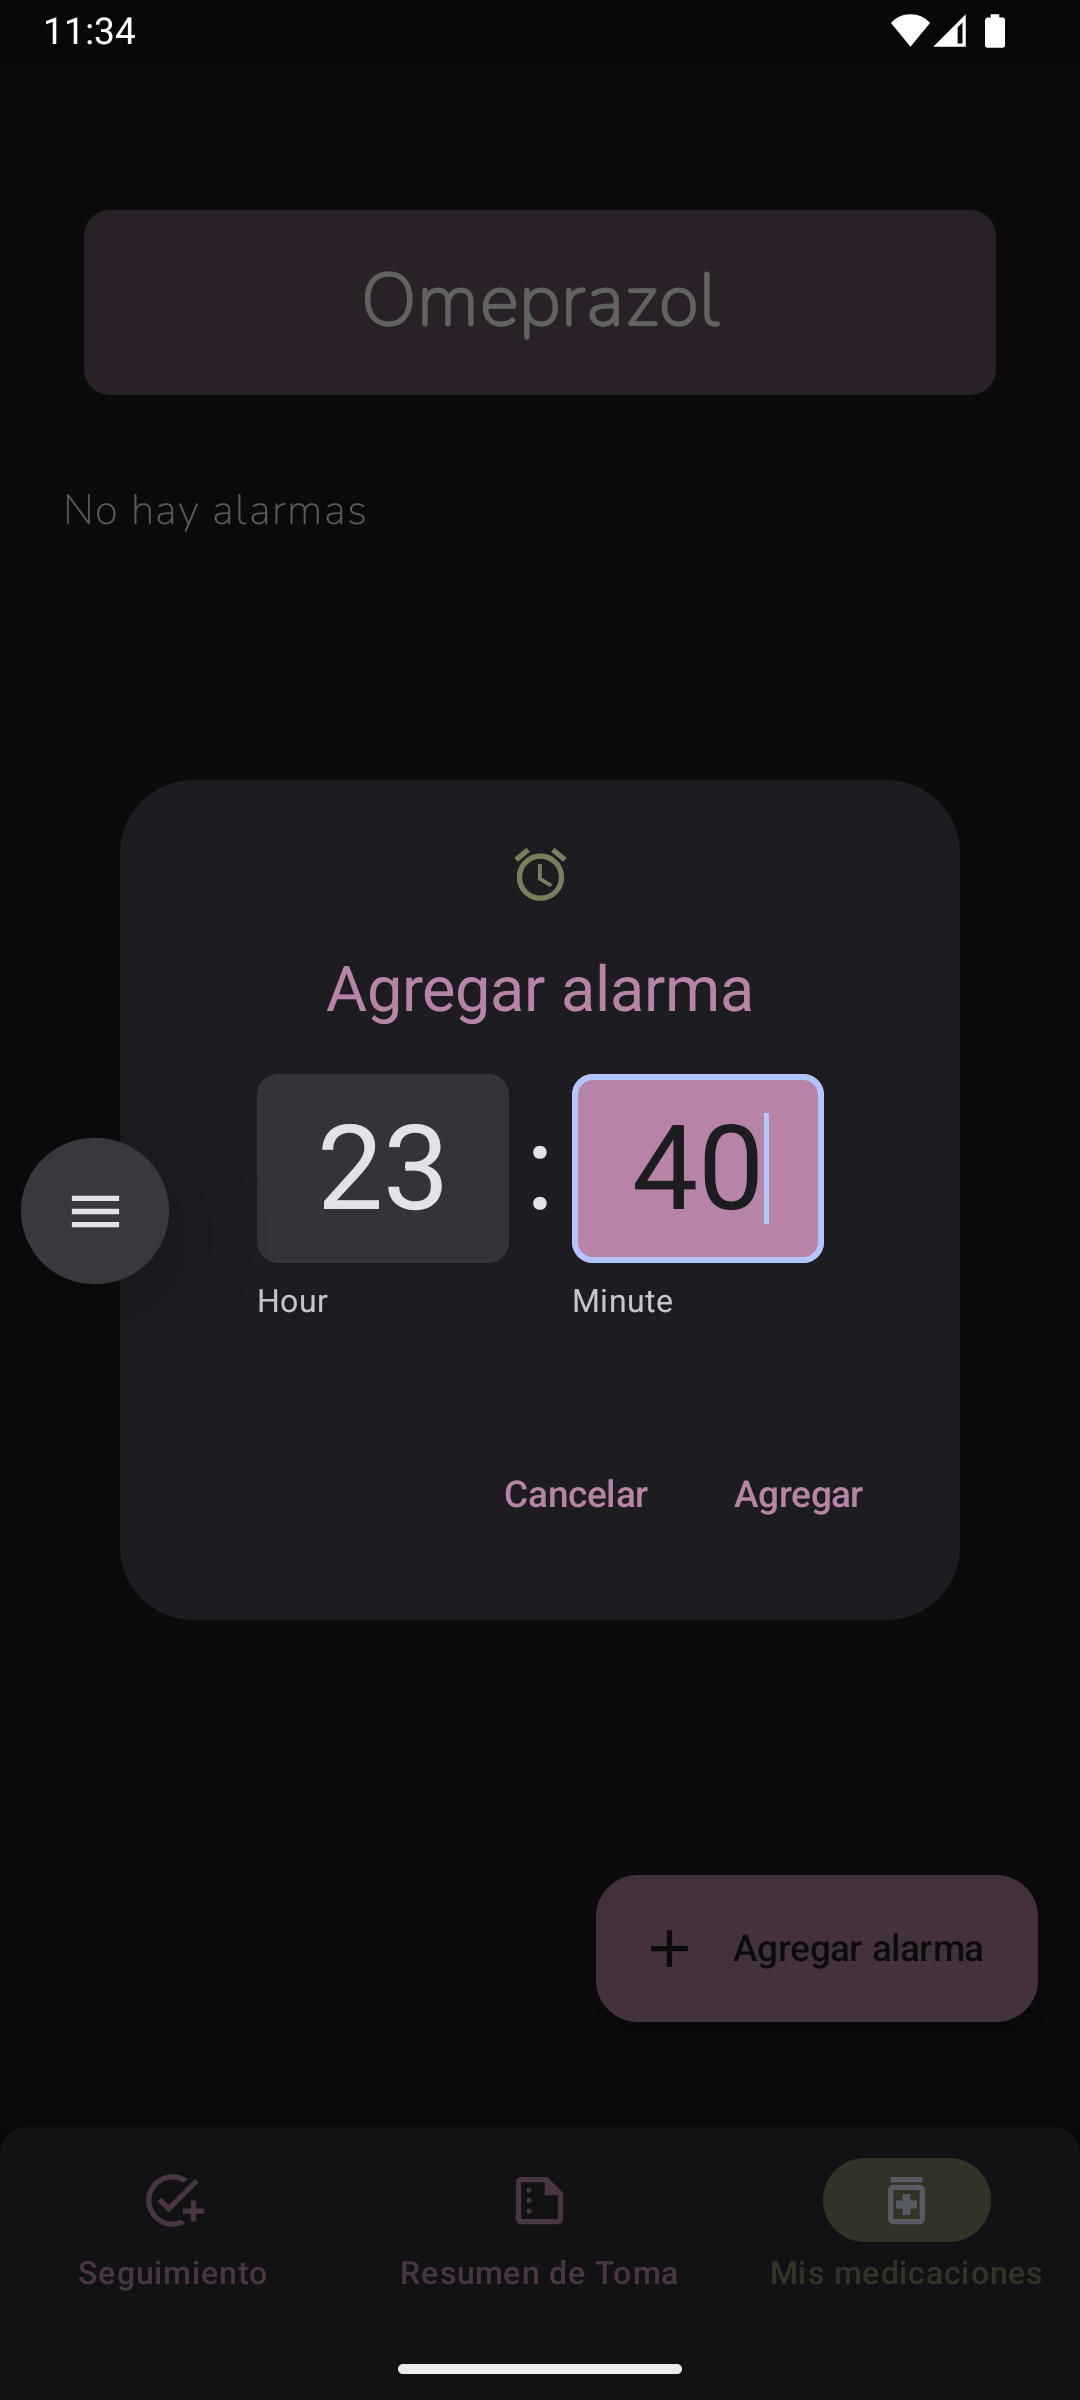 11:34
Omeprazol
No hay alarmas
Agregar alarma
23 : 40
Hour Minute
Cancelar Agregar
Agregar alarma
Seguimiento Resumen de Toma Mis medicaciones